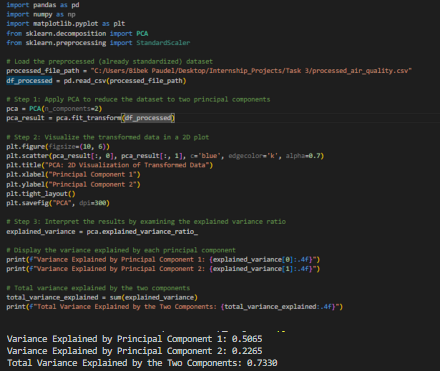 import pandas as pd
import numpy as np
import matplotlib.pyplot as plt
from sklearn.decomposition import PCA
from sklearn.preprocessing import StandardScaler
# Load the preprocessed (already standardized) dataset
processed_file_path = "C:/Users/Bibek Paudel/Desktop/Internship_Projects/Task 3/processed_air_quality.csv"
df_processed = pd.read_csv(processed_file_path)
# Step 1: Apply PCA to reduce the dataset to two principal components
pca = PCA(n_components=2)
pca_result = pca.fit_transform(df_processed)
# Step 2: Visualize the transformed data in a 2D plot
plt.figure(figsize=(10, 6))
plt.scatter(pca_result[:, 0], pca_result[:, 1], c='blue', edgecolor='k', alpha=0.7)
plt.title("PCA: 2D Visualization of Transformed Data")
plt.xlabel("Principal Component 1")
plt.ylabel("Principal Component 2")
plt.tight_layout()
plt.savefig("PCA", dpi=300)
# Step 3: Interpret the results by examining the explained variance ratio
explained_variance = pca.explained_variance_ratio_
# Display the variance explained by each principal component
print(f"Variance Explained by Principal Component 1: {explained_variance[0]:.4f}")
print(f"Variance Explained by Principal Component 2: {explained_variance[1]:.4f}")
# Total variance explained by the two components
total_variance_explained = sum(explained_variance)
print(f"Total Variance Explained by the Two Components: {total_variance_explained:.4f}")
Variance Explained by Principal Component 1: 0.5065
Variance Explained by Principal Component 2: 0.2265
Total Variance Explained by the Two Components: 0.7330